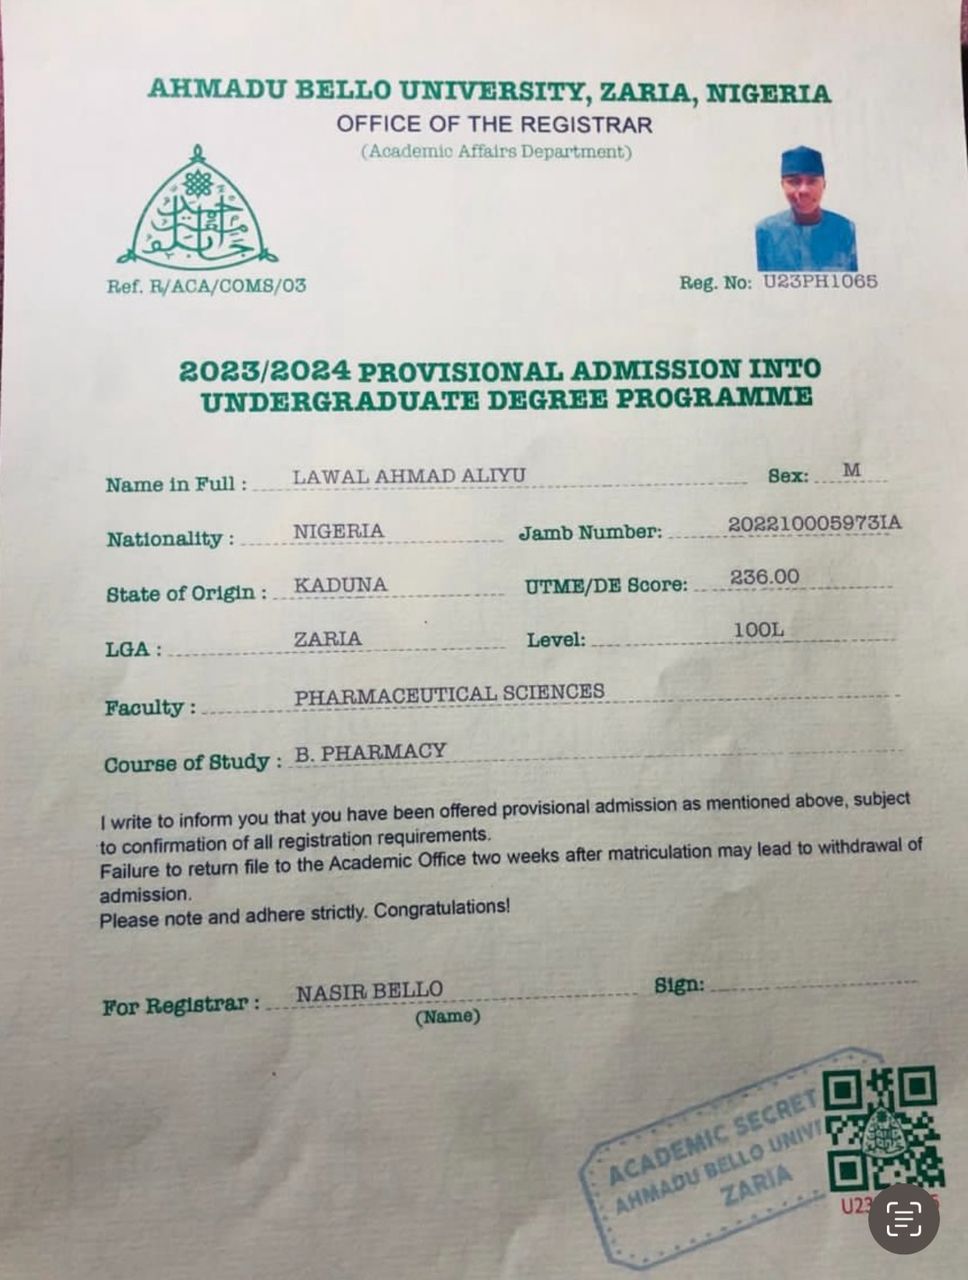 AHMADU BELLO UNIVERSITY, ZARIA, NIGERIA
OFFICE OF THE REGISTRAR
(Academic Affairs Department)
Ref. R/ACA/COMS/03
Reg. No: U23PH1065
2023/2024 PROVISIONAL ADMISSION INTO
UNDERGRADUATE DEGREE PROGRAMME
Name in Full : LAWAL AHMAD ALIYU Sex: M
Nationality : NIGERIA Jamb Number: 202210005973IA
State of Origin : KADUNA UTME/DE Score: 236.00
LGA : ZARIA Level: 100L
Faculty : PHARMACEUTICAL SCIENCES
Course of Study : B. PHARMACY
I write to inform you that you have been offered provisional admission as mentioned above, subject
to confirmation of all registration requirements.
Failure to return file to the Academic Office two weeks after matriculation may lead to withdrawal of
admission.
Please note and adhere strictly. Congratulations!
For Registrar : NASIR BELLO Sign:
(Name)
ACADEMIC SECRET
AHMADU BELLO UNIV
ZARIA
U23